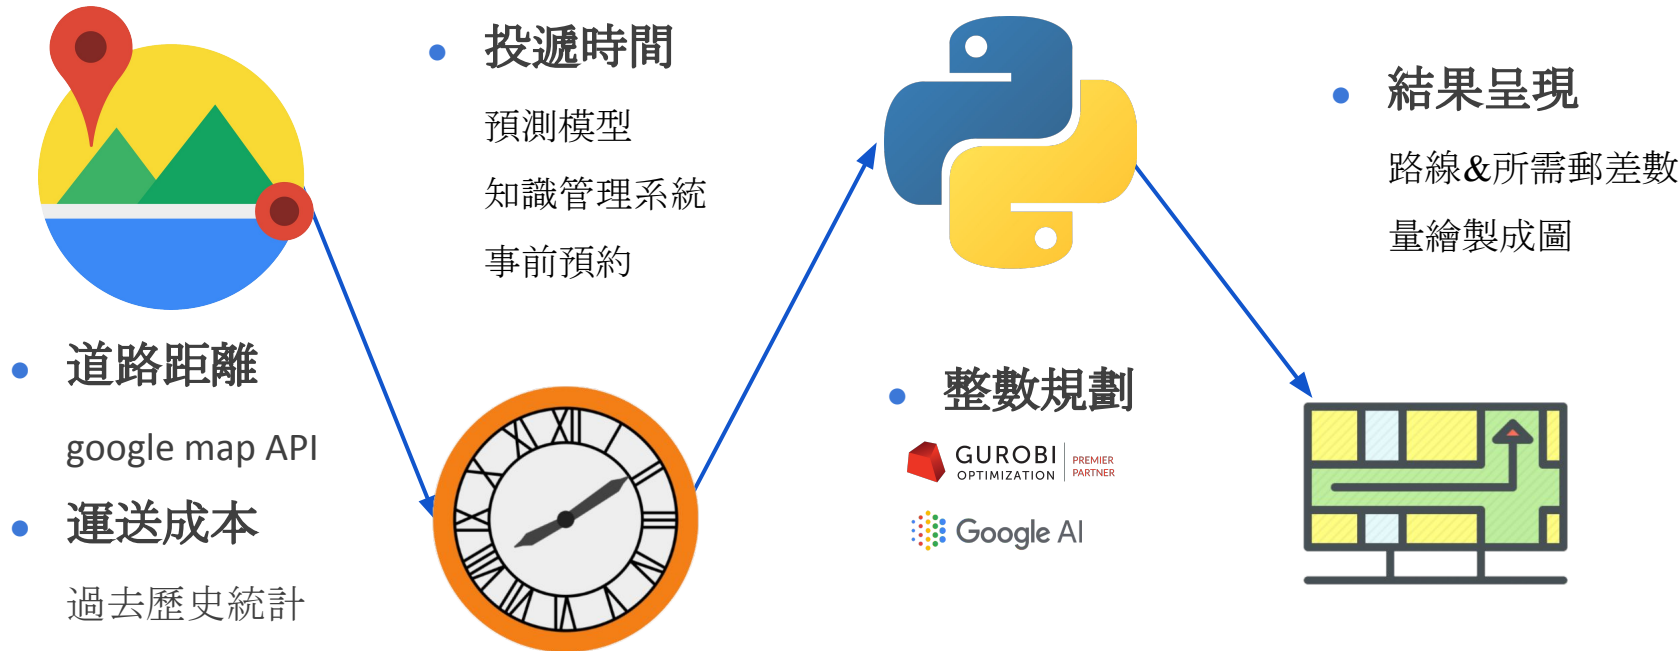 道路距離
google map API
運送成本
過去歷史統計
投遞時間
預測模型
知識管理系統
事前預約
整數規劃
GUROBI
OPTIMIZATION
PREMIER
PARTNER
Google AI
結果呈現
路線&所需郵差數
量繪製成圖